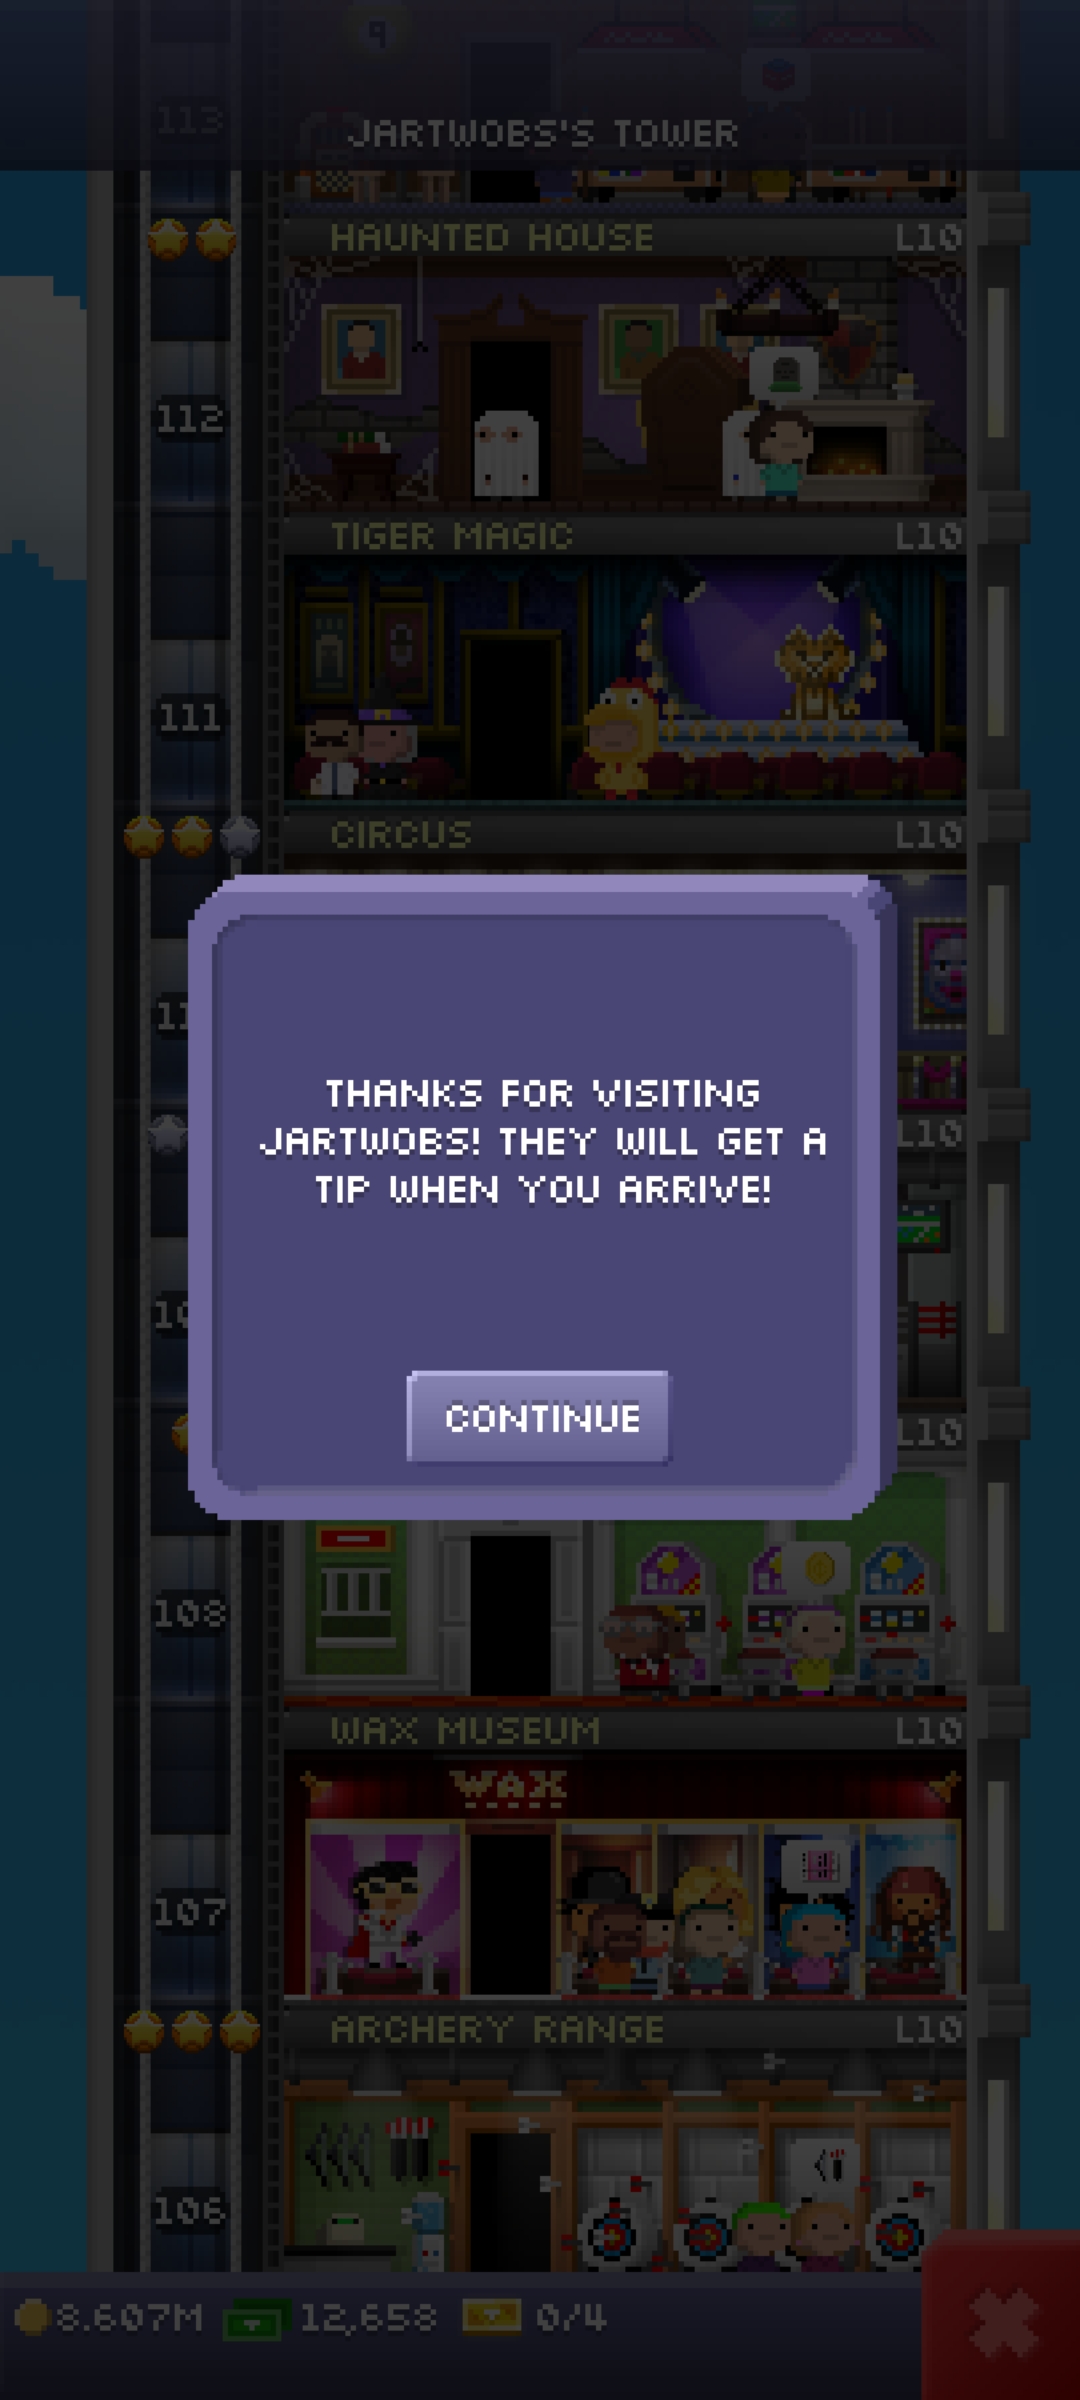 9
113
JARTWOBS'S TOWER
HAUNTED HOUSE L10
112
TIGER MAGIC L10
111
CIRCUS L10
L10
THANKS FOR VISITING
JARTWOBS! THEY WILL GET A
TIP WHEN YOU ARRIVE!
CONTINUE
L10
108
WAX MUSEUM L10
WAX
107
ARCHERY RANGE L10
106
8.607M 12,658 0/4